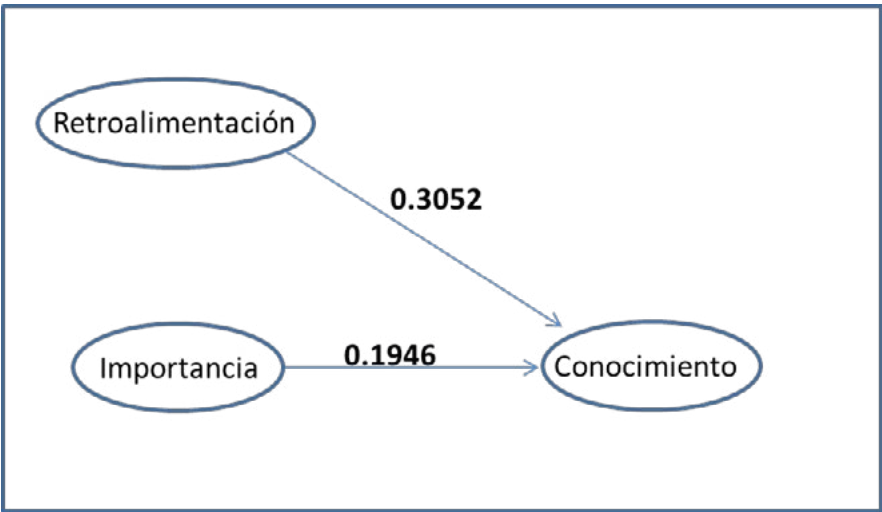 Retroalimentación
0.3052
0.1946
Importancia
Conocimiento